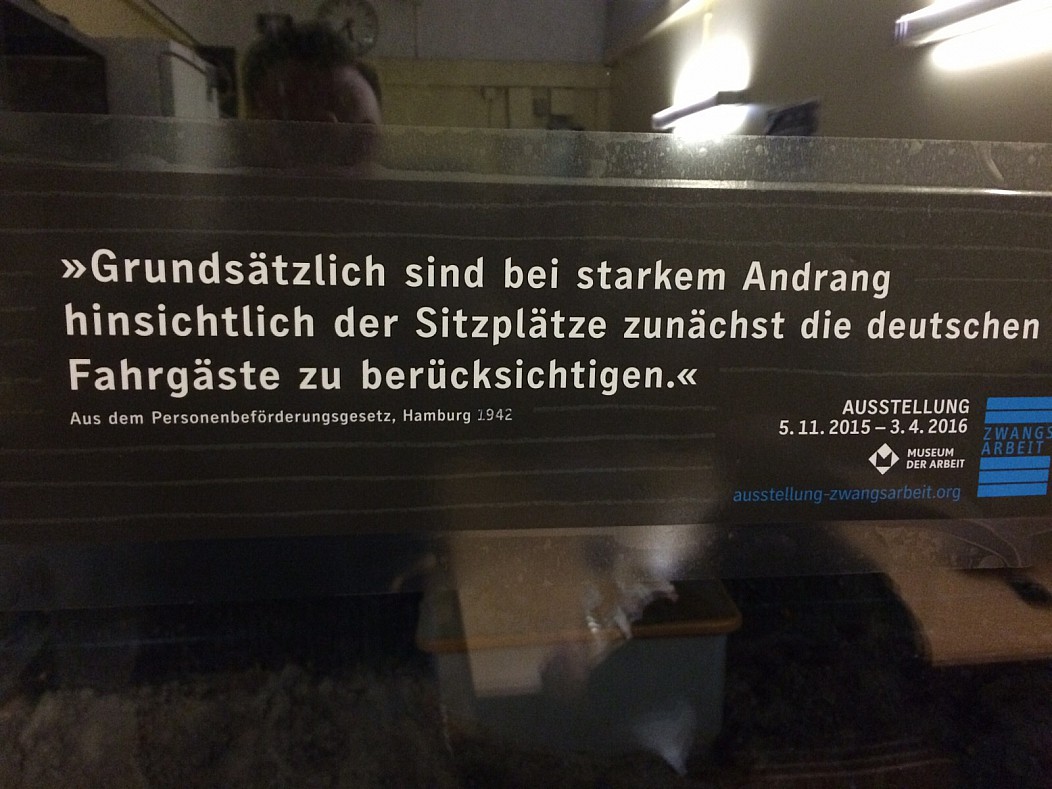 »Grundsätzlich sind bei starkem Andrang
hinsichtlich der Sitzplätze zunächst die deutschen
Fahrgäste zu berücksichtigen.«
Aus dem Personenbeförderungsgesetz, Hamburg 1942
AUSSTELLUNG
5. 11. 2015 – 3. 4. 2016
MUSEUM
DER ARBEIT
ausstellung-zwangsarbeit.org
ZWANGS
ARBEIT